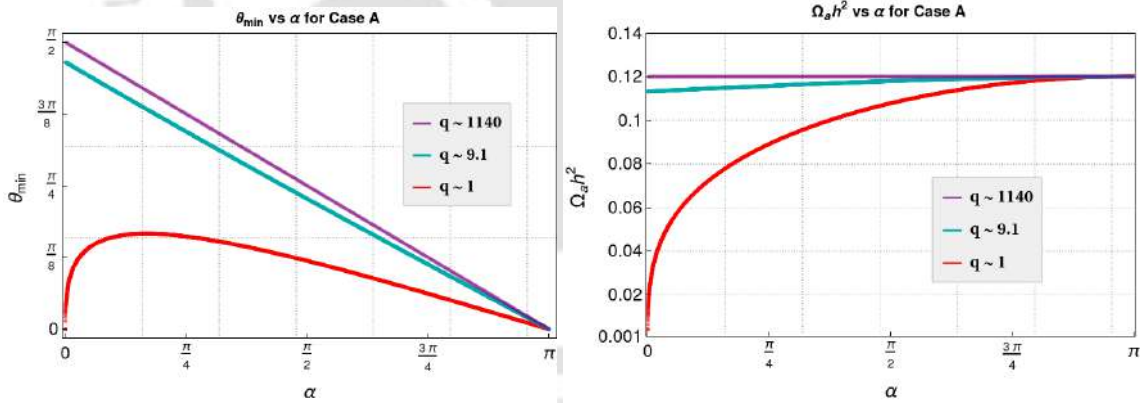 θmin vs α for Case A
π/2
3π/8
π/4
π/8
0
θmin
q ~ 1140
q ~ 9.1
q ~ 1
0
π/4
π/2
3π/4
π
α
Ωah² vs α for Case A
0.14
0.12
0.1
0.08
0.06
0.04
0.02
0.001
Ωah²
q ~ 1140
q ~ 9.1
q ~ 1
0
π/4
π/2
3π/4
π
α